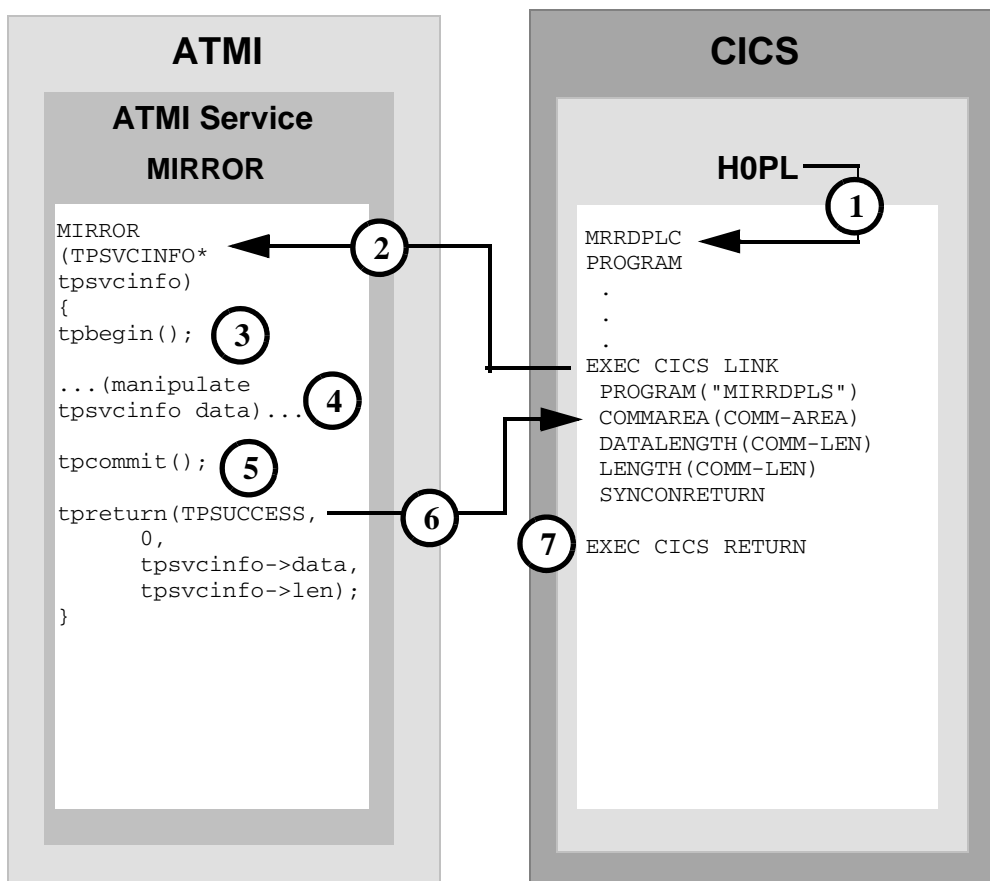 ATMI
ATMI Service
MIRROR
MIRROR
(TPSVCINFO*
tpsvcinfo)
{
tpbegin();
3
...(manipulate
tpsvcinfo data)...
4
tpcommit();
5
tpreturn(TPSUCCESS,
0,
tpsvcinfo->data,
tpsvcinfo->len);
}
2
6
CICS
H0PL
1
MRRDPLC
PROGRAM
.
.
.
EXEC CICS LINK
PROGRAM("MIRRDPLS")
COMMAREA(COMM-AREA)
DATALENGTH(COMM-LEN)
LENGTH(COMM-LEN)
SYNCONRETURN
7
EXEC CICS RETURN